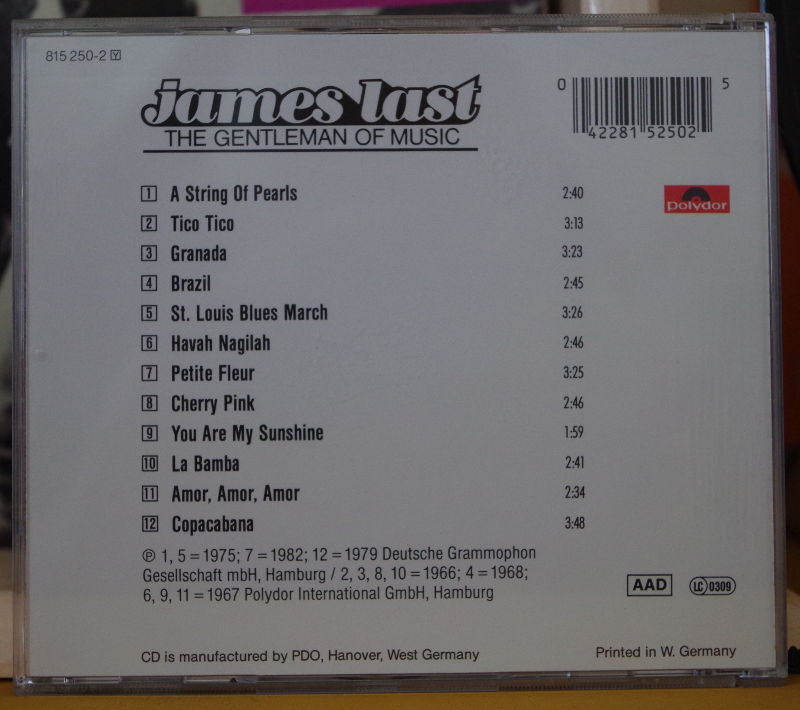 815 250-2 Y
james last
THE GENTLEMAN OF MUSIC
0 42281 52502 5
polydor
1 A String Of Pearls 2:40
2 Tico Tico 3:13
3 Granada 3:23
4 Brazil 2:45
5 St. Louis Blues March 3:26
6 Havah Nagilah 2:46
7 Petite Fleur 3:25
8 Cherry Pink 2:46
9 You Are My Sunshine 1:59
10 La Bamba 2:41
11 Amor, Amor, Amor 2:34
12 Copacabana 3:48
℗ 1, 5 = 1975; 7 = 1982; 12 = 1979 Deutsche Grammophon
Gesellschaft mbH, Hamburg / 2, 3, 8, 10 = 1966; 4 = 1968;
6, 9, 11 = 1967 Polydor International GmbH, Hamburg
AAD LC 0309
CD is manufactured by PDO, Hanover, West Germany
Printed in W. Germany